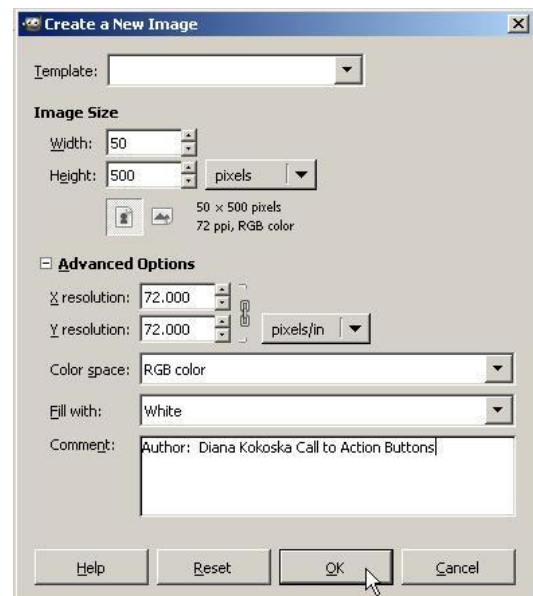 Create a New Image
Template:
Image Size
Width: 50
Height: 500 pixels
50 × 500 pixels
72 ppi, RGB color
Advanced Options
X resolution: 72.000
Y resolution: 72.000 pixels/in
Color space: RGB color
Fill with: White
Comment: Author: Diana Kokoska Call to Action Buttons
Help Reset OK Cancel